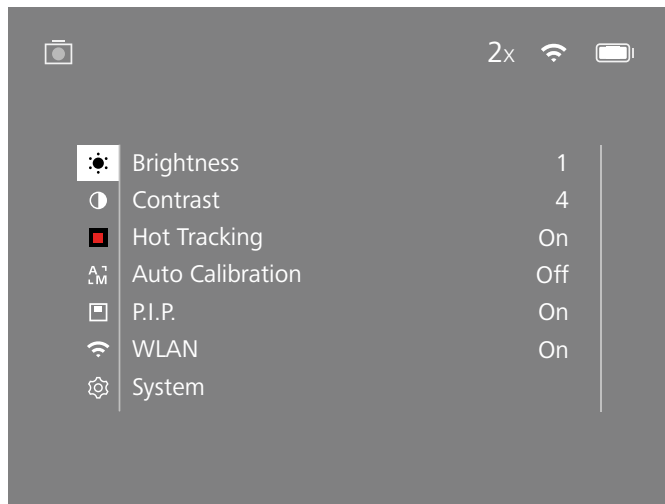 2x
Brightness 1
Contrast 4
Hot Tracking On
A M Auto Calibration Off
P.I.P. On
WLAN On
System